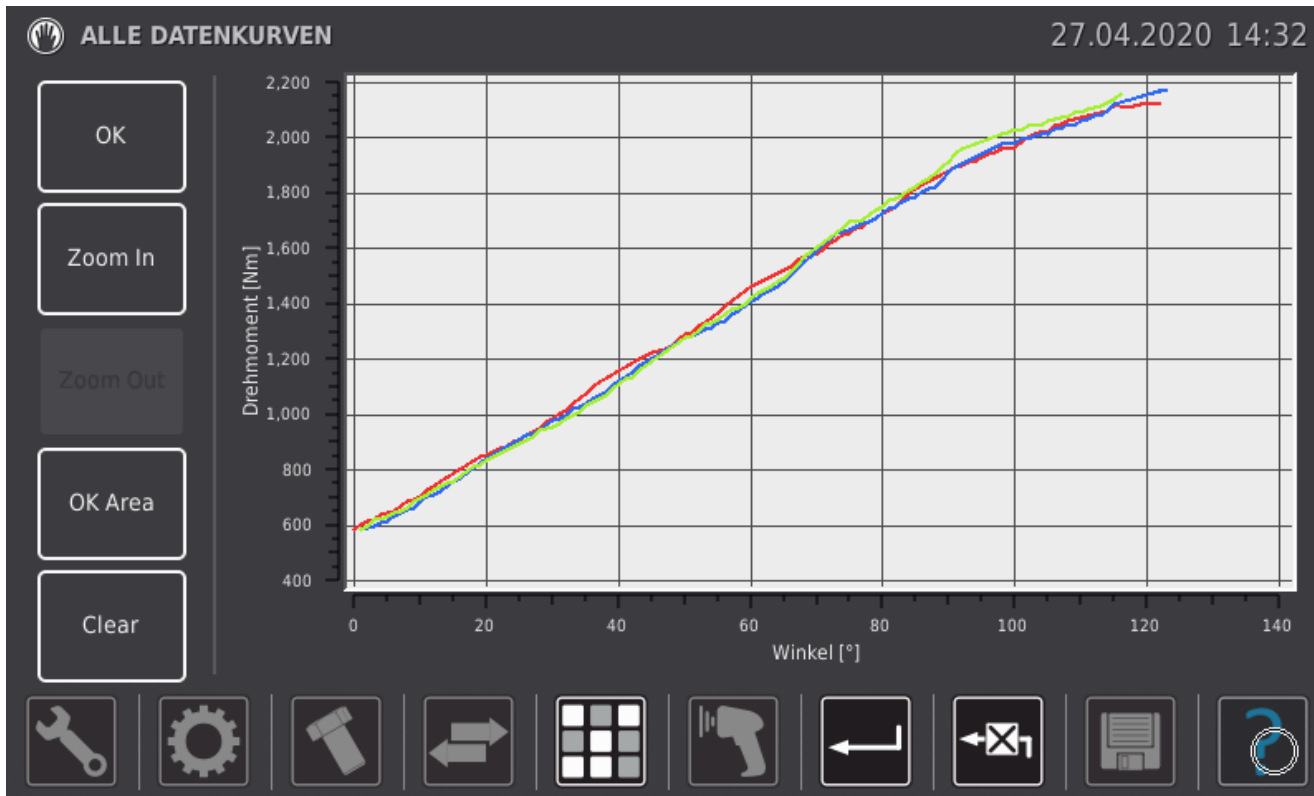 ALLE DATENKURVEN
27.04.2020 14:32
OK
Zoom In
Zoom Out
OK Area
Clear
Drehmoment [Nm]
2,200
2,000
1,800
1,600
1,400
1,200
1,000
800
600
400
0 20 40 60 80 100 120 140
Winkel [°]
?